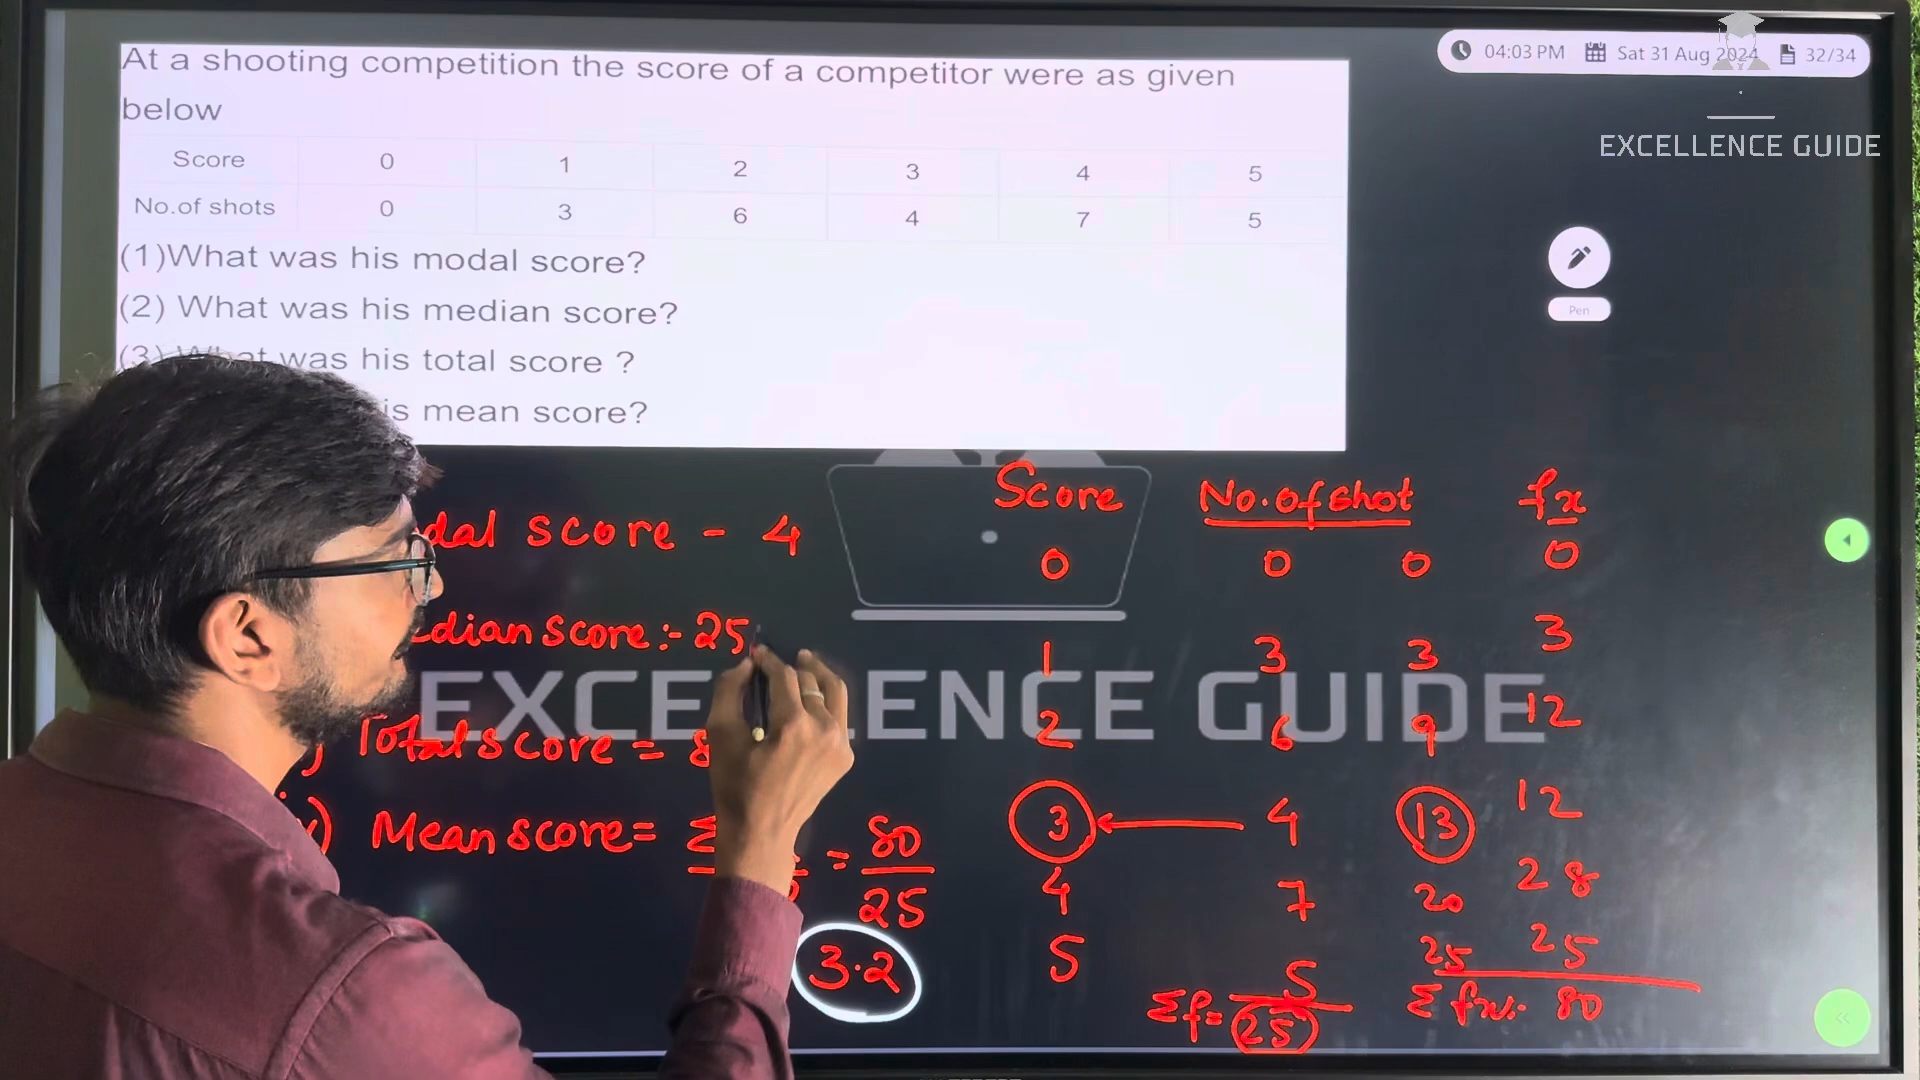 At a shooting competition the score of a competitor were as given
below
Score 0 1 2 3 4 5
No.of shots 0 3 6 4 7 5
(1)What was his modal score?
(2) What was his median score?
(3) What was his total score ?
is mean score?
04:03 PM Sat 31 Aug 2024 32/34
EXCELLENCE GUIDE
Pen
dal score - 4
edian score :- 25
) Total score = 8
) Mean score = Σ = 80/25
3.2
Score No. of shot fx
0 0 0 0
1 3 3 3
2 6 9 12
3 4 13 12
4 7 20 28
5 5 25 25
Σf = 25 Σfx :- 80
EXCELLENCE GUIDE